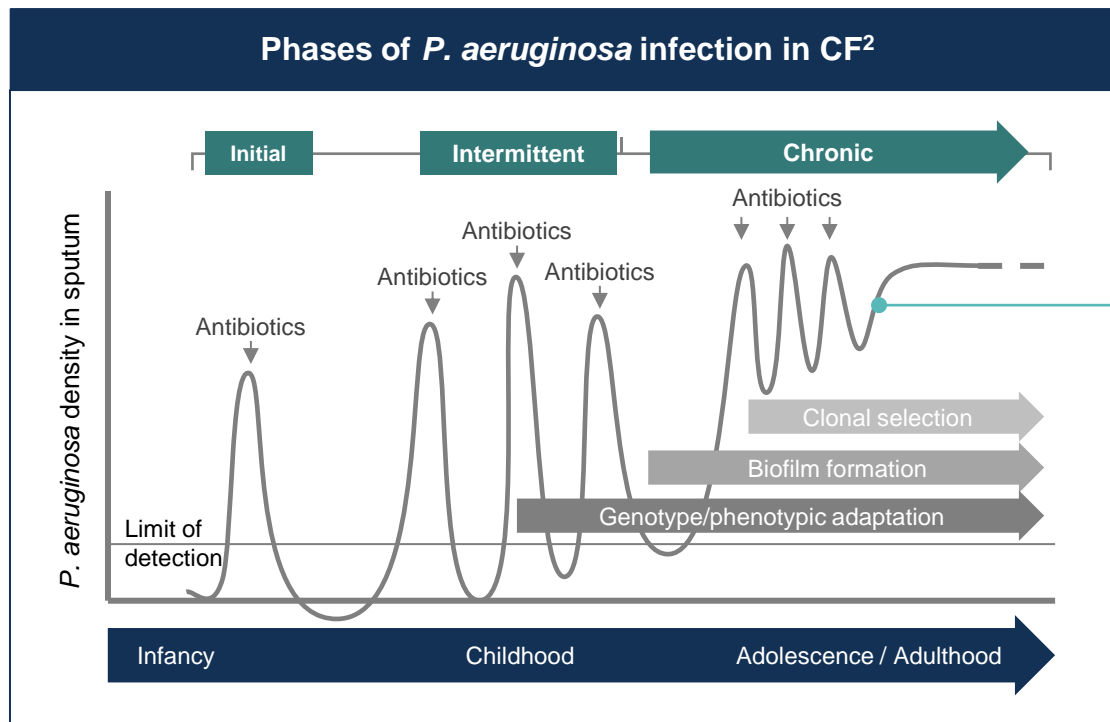 Phases of P. aeruginosa infection in CF²
Initial
Intermittent
Chronic
Antibiotics
Antibiotics
Antibiotics
Antibiotics
Antibiotics
P. aeruginosa density in sputum
Clonal selection
Biofilm formation
Genotype/phenotypic adaptation
Limit of
detection
Infancy
Childhood
Adolescence / Adulthood